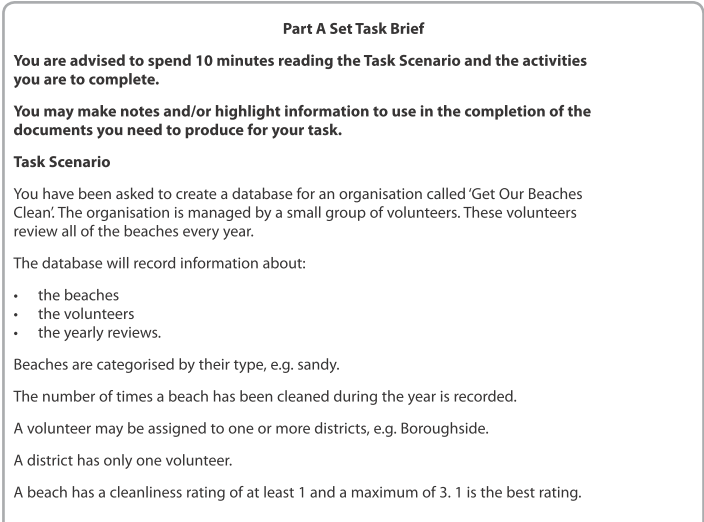 Part A Set Task Brief
You are advised to spend 10 minutes reading the Task Scenario and the activities
you are to complete.
You may make notes and/or highlight information to use in the completion of the
documents you need to produce for your task.
Task Scenario
You have been asked to create a database for an organisation called ‘Get Our Beaches
Clean’. The organisation is managed by a small group of volunteers. These volunteers
review all of the beaches every year.
The database will record information about:
• the beaches
• the volunteers
• the yearly reviews.
Beaches are categorised by their type, e.g. sandy.
The number of times a beach has been cleaned during the year is recorded.
A volunteer may be assigned to one or more districts, e.g. Boroughside.
A district has only one volunteer.
A beach has a cleanliness rating of at least 1 and a maximum of 3. 1 is the best rating.